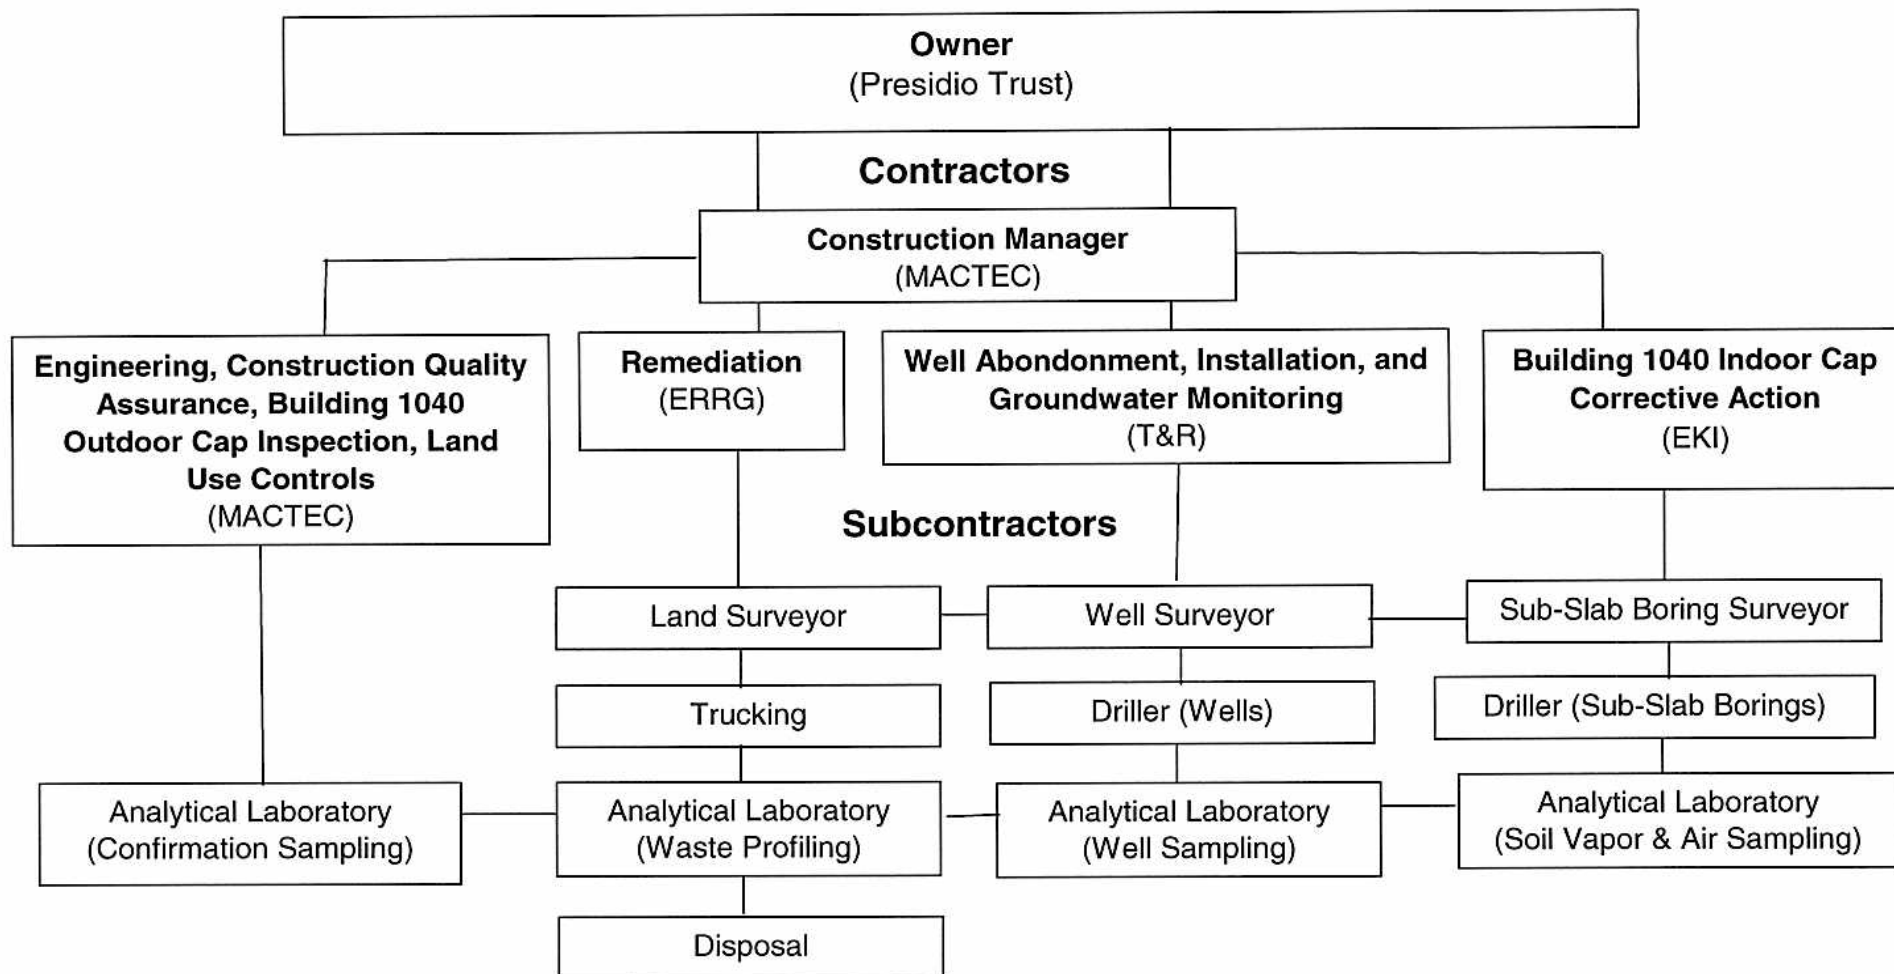 Owner
(Presidio Trust)
Contractors
Construction Manager
(MACTEC)
Engineering, Construction Quality
Assurance, Building 1040
Outdoor Cap Inspection, Land
Use Controls
(MACTEC)
Remediation
(ERRG)
Well Abondonment, Installation, and
Groundwater Monitoring
(T&R)
Building 1040 Indoor Cap
Corrective Action
(EKI)
Subcontractors
Land Surveyor
Well Surveyor
Sub-Slab Boring Surveyor
Trucking
Driller (Wells)
Driller (Sub-Slab Borings)
Analytical Laboratory
(Confirmation Sampling)
Analytical Laboratory
(Waste Profiling)
Analytical Laboratory
(Well Sampling)
Analytical Laboratory
(Soil Vapor & Air Sampling)
Disposal